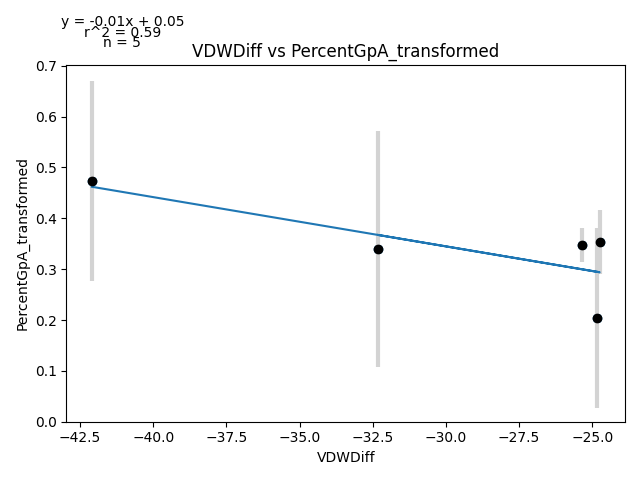 y = -0.01x + 0.05
r^2 = 0.59
n = 5
VDWDiff vs PercentGpA_transformed
PercentGpA_transformed
0.7
0.6
0.5
0.4
0.3
0.2
0.1
0.0
−42.5 −40.0 −37.5 −35.0 −32.5 −30.0 −27.5 −25.0
VDWDiff